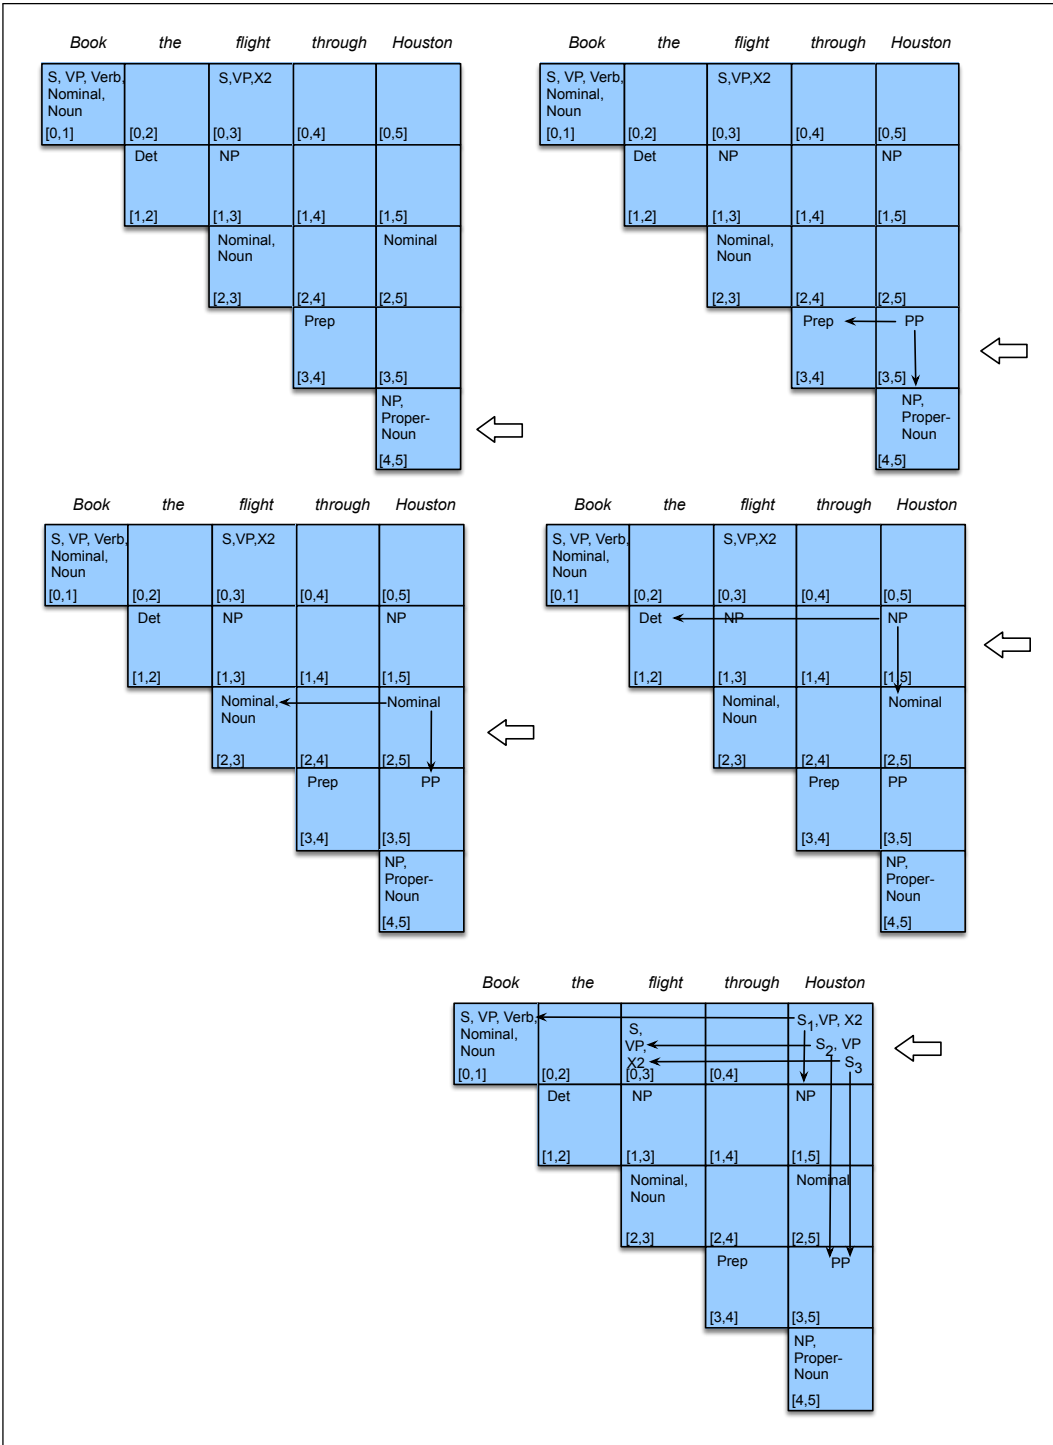 Book the flight through Houston
S, VP, Verb, Nominal, Noun
[0,1]
[0,2]
S,VP,X2
[0,3]
[0,4]
[0,5]
Det
[1,2]
NP
[1,3]
[1,4]
[1,5]
Nominal, Noun
[2,3]
[2,4]
Nominal
[2,5]
Prep
[3,4]
[3,5]
NP, Proper-Noun
[4,5]
Book the flight through Houston
S, VP, Verb, Nominal, Noun
[0,1]
[0,2]
S,VP,X2
[0,3]
[0,4]
[0,5]
Det
[1,2]
NP
[1,3]
[1,4]
NP
[1,5]
Nominal, Noun
[2,3]
[2,4]
[2,5]
Prep
[3,4]
PP
[3,5]
NP, Proper-Noun
[4,5]
Book the flight through Houston
S, VP, Verb, Nominal, Noun
[0,1]
[0,2]
S,VP,X2
[0,3]
[0,4]
[0,5]
Det
[1,2]
NP
[1,3]
[1,4]
NP
[1,5]
Nominal, Noun
[2,3]
[2,4]
Nominal
[2,5]
Prep
[3,4]
PP
[3,5]
NP, Proper-Noun
[4,5]
Book the flight through Houston
S, VP, Verb, Nominal, Noun
[0,1]
[0,2]
S,VP,X2
[0,3]
[0,4]
[0,5]
Det
[1,2]
NP
[1,3]
[1,4]
NP
[1,5]
Nominal, Noun
[2,3]
[2,4]
Nominal
[2,5]
Prep
[3,4]
PP
[3,5]
NP, Proper-Noun
[4,5]
Book the flight through Houston
S, VP, Verb, Nominal, Noun
[0,1]
[0,2]
S, VP, X2
[0,3]
[0,4]
S1,VP, X2
S2, VP
S3
Det
[1,2]
NP
[1,3]
[1,4]
NP
[1,5]
Nominal, Noun
[2,3]
[2,4]
Nominal
[2,5]
Prep
[3,4]
PP
[3,5]
NP, Proper-Noun
[4,5]